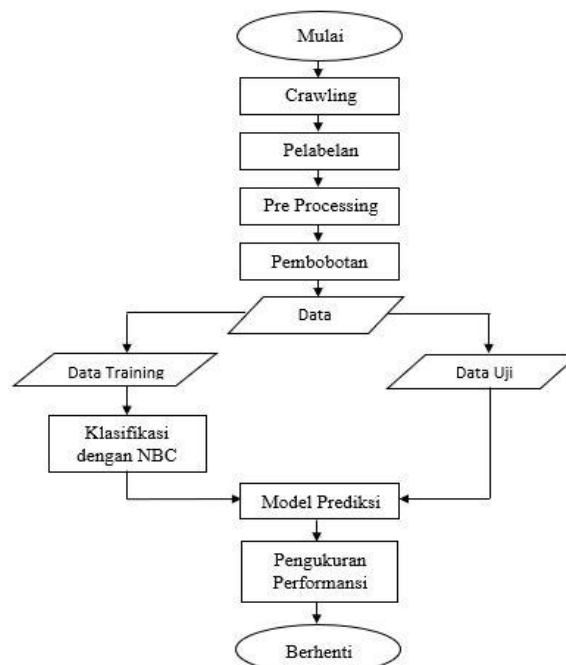 Mulai
Crawling
Pelabelan
Pre Processing
Pembobotan
Data
Data Training
Data Uji
Klasifikasi
dengan NBC
Model Prediksi
Pengukuran
Performansi
Berhenti